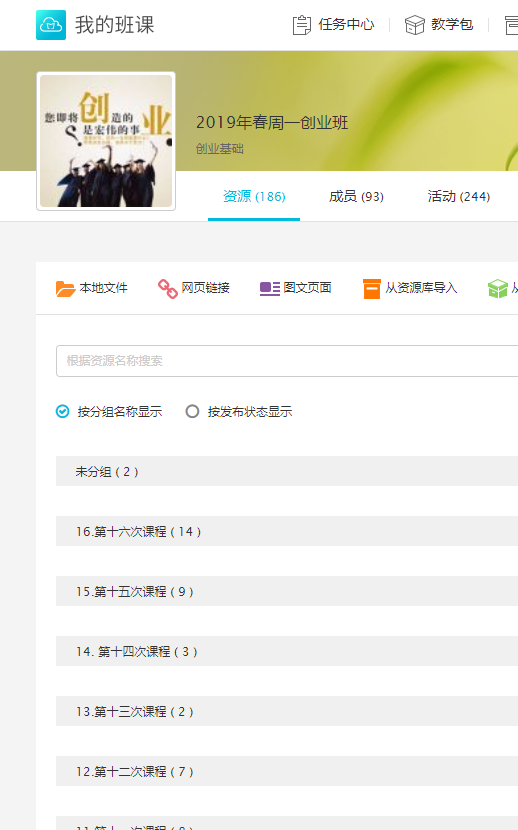 我的班课
任务中心
教学包
您即将创造的
是宏伟的事业
2019年春周一创业班
创业基础
资源 (186)
成员 (93)
活动 (244)
本地文件
网页链接
图文页面
从资源库导入
根据资源名称搜索
按分组名称显示
按发布状态显示
未分组 ( 2 )
16.第十六次课程 ( 14 )
15.第十五次课程 ( 9 )
14. 第十四次课程 ( 3 )
13.第十三次课程 ( 2 )
12.第十二次课程 ( 7 )